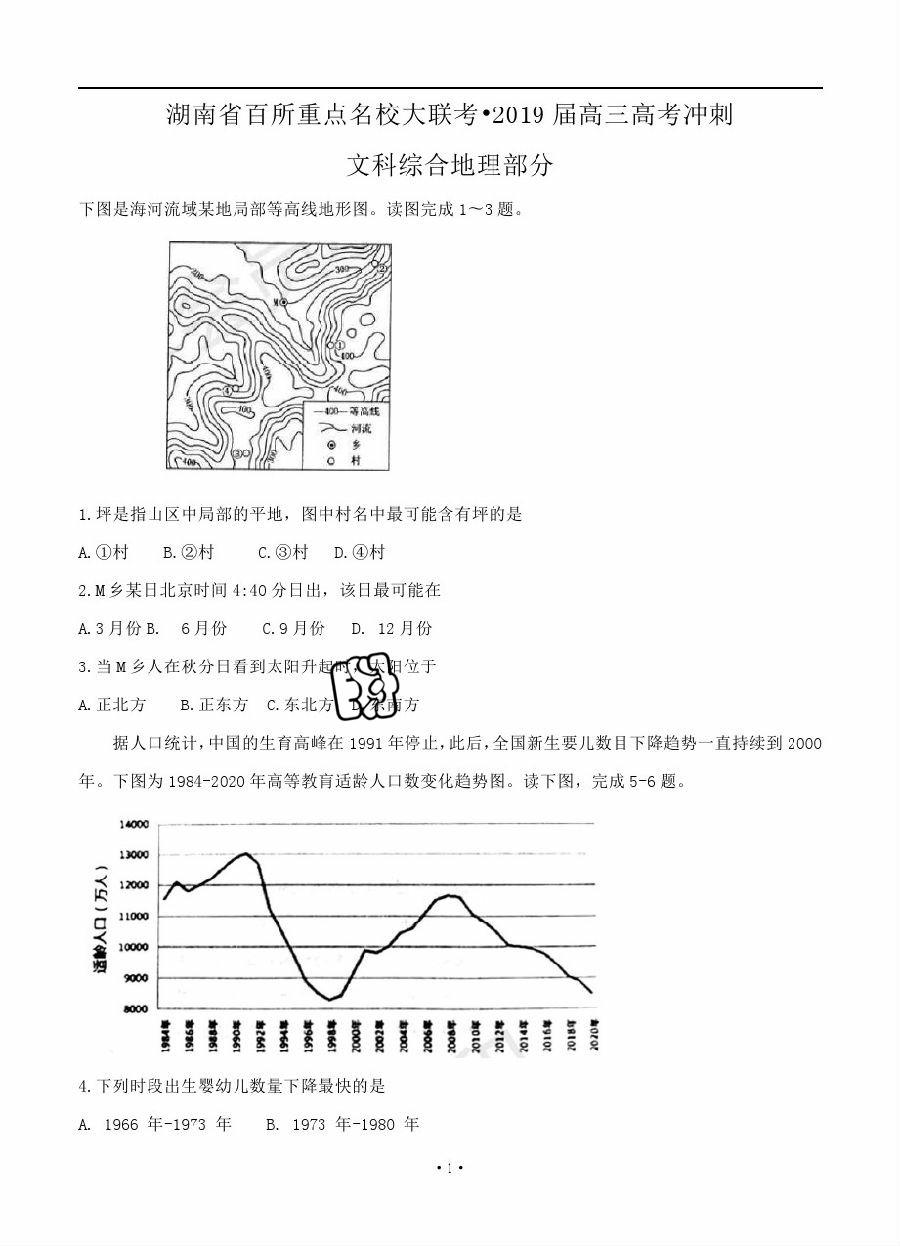 湖南省百所重点名校大联考•2019 届高三高考冲刺
文科综合地理部分
下图是海河流域某地局部等高线地形图。读图完成 1～3 题。
200
300
②
M
①
400
400
④
400
300
400
③
300
400
—400— 等高线
河流
乡
村
1.坪是指山区中局部的平地，图中村名中最可能含有坪的是
A.①村 B.②村 C.③村 D.④村
2.M 乡某日北京时间 4:40 分日出，该日最可能在
A.3 月份 B. 6 月份 C.9 月份 D. 12 月份
3.当 M 乡人在秋分日看到太阳升起时，太阳位于
A.正北方 B.正东方 C.东北方 D.东南方
据人口统计,中国的生育高峰在 1991 年停止,此后,全国新生要儿数目下降趋势一直持续到 2000
年。下图为 1984-2020 年高等教育适龄人口数变化趋势图。读下图，完成 5-6 题。
适龄人口(万人)
14000
13000
12000
11000
10000
9000
8000
1984年 1986年 1988年 1990年 1992年 1994年 1996年 1998年 2000年 2002年 2004年 2006年 2008年 2010年 2012年 2014年 2016年 2018年 2020年
4.下列时段出生婴幼儿数量下降最快的是
A. 1966 年-1973 年 B. 1973 年-1980 年
•1•